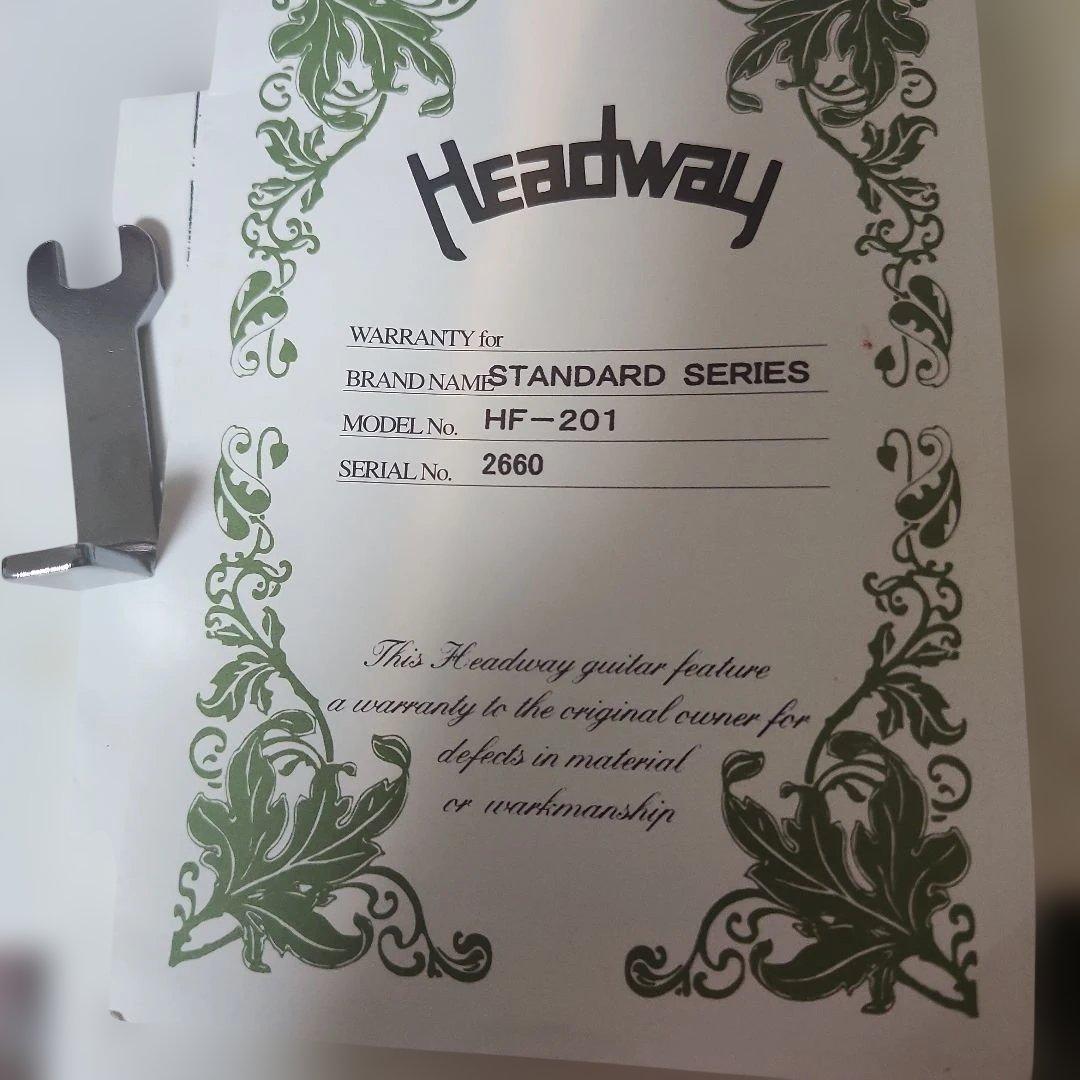 Headway
WARRANTY for
BRAND NAME STANDARD SERIES
MODEL No. HF-201
SERIAL No. 2660
This Headway guitar feature
a warranty to the original owner for
defects in material
or warkmanship